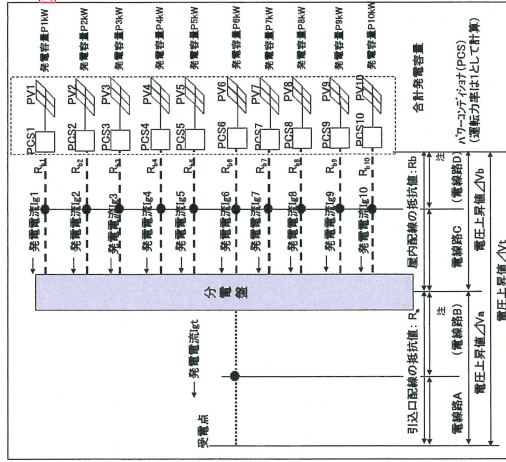 発電容量P1kW
発電容量P2kW
発電容量P3kW
発電容量P4kW
発電容量P5kW
発電容量P6kW
発電容量P7kW
発電容量P8kW
発電容量P9kW
発電容量P10kW
PV1
PV2
PV3
PV4
PV5
PV6
PV7
PV8
PV9
PV10
合計発電容量
PCS1
PCS2
PCS3
PCS4
PCS5
PCS6
PCS7
PCS8
PCS9
PCS10
パワーコンディショナ(PCS)
(運転力率は1として計算)
Rb1
Rb2
Rb3
Rb4
Rb5
Rb6
Rb7
Rb8
Rb9
Rb10
発電電流Ig1
発電電流Ig2
発電電流Ig3
発電電流Ig4
発電電流Ig5
発電電流Ig6
発電電流Ig7
発電電流Ig8
発電電流Ig9
発電電流Ig10
分電盤
発電電流Igt
受電点
引込口配線の抵抗値:Ra
屋内配線の抵抗値:Rb
注
注
電線路A
(電線路B)
電線路C
(電線路D)
電圧上昇値⊿Va
電圧上昇値⊿Vb
電圧上昇値⊿Vt